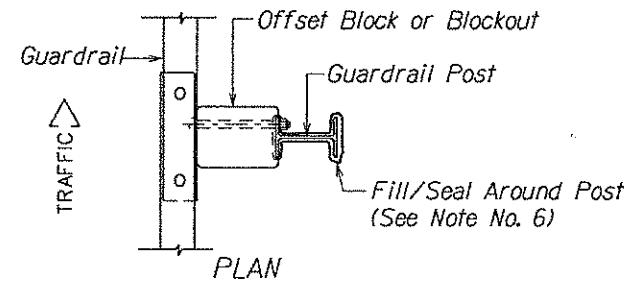 Offset Block or Blockout
Guardrail
Guardrail Post
TRAFFIC
Fill/Seal Around Post
(See Note No. 6)
PLAN